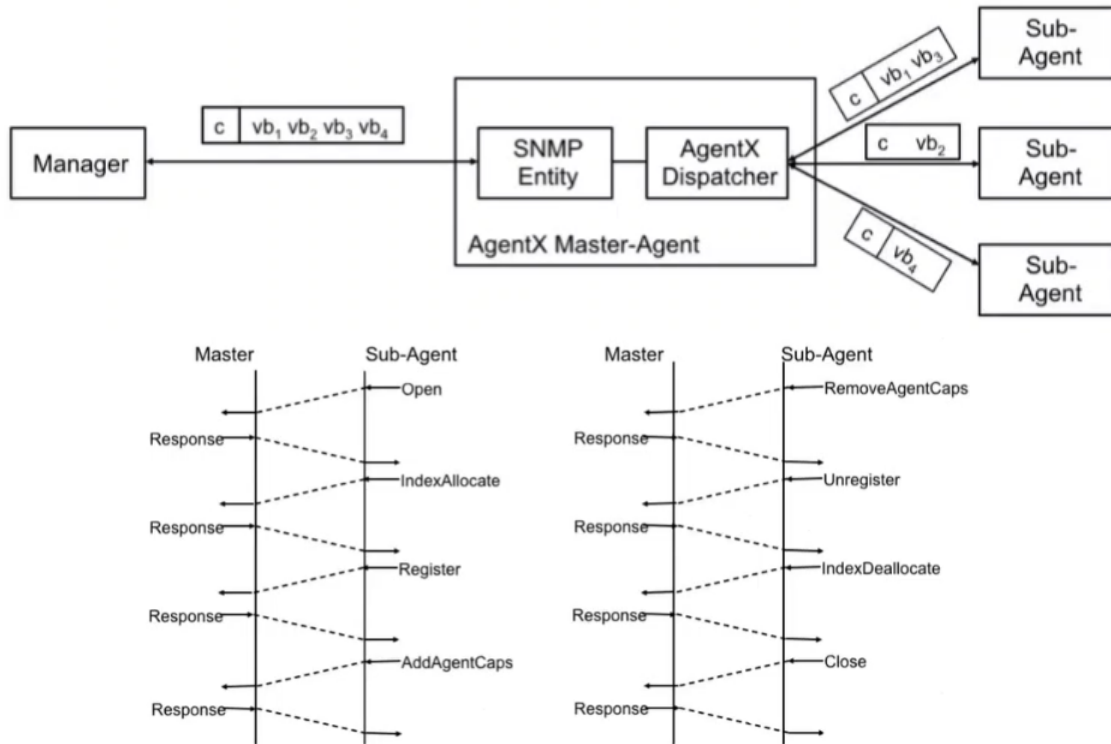 Manager
c vb1 vb2 vb3 vb4
SNMP
Entity
AgentX
Dispatcher
AgentX Master-Agent
c vb1 vb3
c vb2
c vb4
Sub-
Agent
Sub-
Agent
Sub-
Agent
Master Sub-Agent
Open
Response
IndexAllocate
Response
Register
Response
AddAgentCaps
Response
Master Sub-Agent
RemoveAgentCaps
Response
Unregister
Response
IndexDeallocate
Response
Close
Response